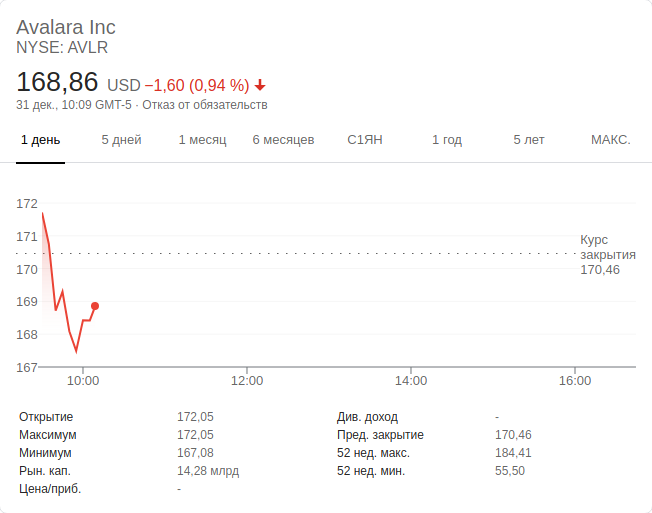 Avalara Inc
NYSE: AVLR
168,86 USD −1,60 (0,94 %)
31 дек., 10:09 GMT-5 · Отказ от обязательств
1 день 5 дней 1 месяц 6 месяцев С1ЯН 1 год 5 лет МАКС.
172
171
170
169
168
167
Курс
закрытия
170,46
10:00 12:00 14:00 16:00
Открытие 172,05 Див. доход -
Максимум 172,05 Пред. закрытие 170,46
Минимум 167,08 52 нед. макс. 184,41
Рын. кап. 14,28 млрд 52 нед. мин. 55,50
Цена/приб. -